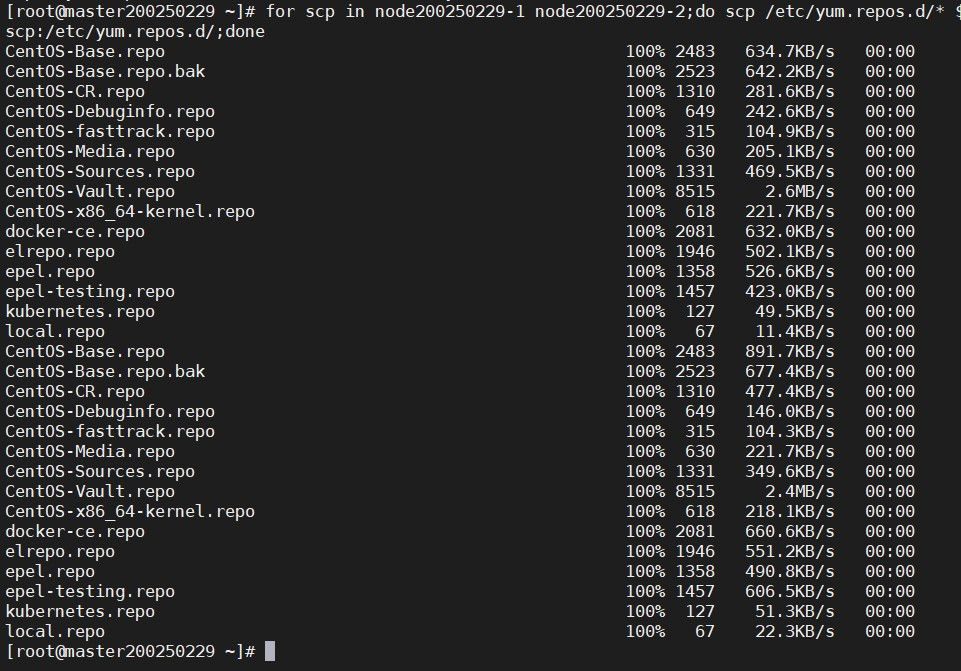 [root@master200250229 ~]# for scp in node200250229-1 node200250229-2;do scp /etc/yum.repos.d/* $
scp:/etc/yum.repos.d/;done
CentOS-Base.repo 100% 2483 634.7KB/s 00:00
CentOS-Base.repo.bak 100% 2523 642.2KB/s 00:00
CentOS-CR.repo 100% 1310 281.6KB/s 00:00
CentOS-Debuginfo.repo 100% 649 242.6KB/s 00:00
CentOS-fasttrack.repo 100% 315 104.9KB/s 00:00
CentOS-Media.repo 100% 630 205.1KB/s 00:00
CentOS-Sources.repo 100% 1331 469.5KB/s 00:00
CentOS-Vault.repo 100% 8515 2.6MB/s 00:00
CentOS-x86_64-kernel.repo 100% 618 221.7KB/s 00:00
docker-ce.repo 100% 2081 632.0KB/s 00:00
elrepo.repo 100% 1946 502.1KB/s 00:00
epel.repo 100% 1358 526.6KB/s 00:00
epel-testing.repo 100% 1457 423.0KB/s 00:00
kubernetes.repo 100% 127 49.5KB/s 00:00
local.repo 100% 67 11.4KB/s 00:00
CentOS-Base.repo 100% 2483 891.7KB/s 00:00
CentOS-Base.repo.bak 100% 2523 677.4KB/s 00:00
CentOS-CR.repo 100% 1310 477.4KB/s 00:00
CentOS-Debuginfo.repo 100% 649 146.0KB/s 00:00
CentOS-fasttrack.repo 100% 315 104.3KB/s 00:00
CentOS-Media.repo 100% 630 221.7KB/s 00:00
CentOS-Sources.repo 100% 1331 349.6KB/s 00:00
CentOS-Vault.repo 100% 8515 2.4MB/s 00:00
CentOS-x86_64-kernel.repo 100% 618 218.1KB/s 00:00
docker-ce.repo 100% 2081 660.6KB/s 00:00
elrepo.repo 100% 1946 551.2KB/s 00:00
epel.repo 100% 1358 490.8KB/s 00:00
epel-testing.repo 100% 1457 606.5KB/s 00:00
kubernetes.repo 100% 127 51.3KB/s 00:00
local.repo 100% 67 22.3KB/s 00:00
[root@master200250229 ~]#